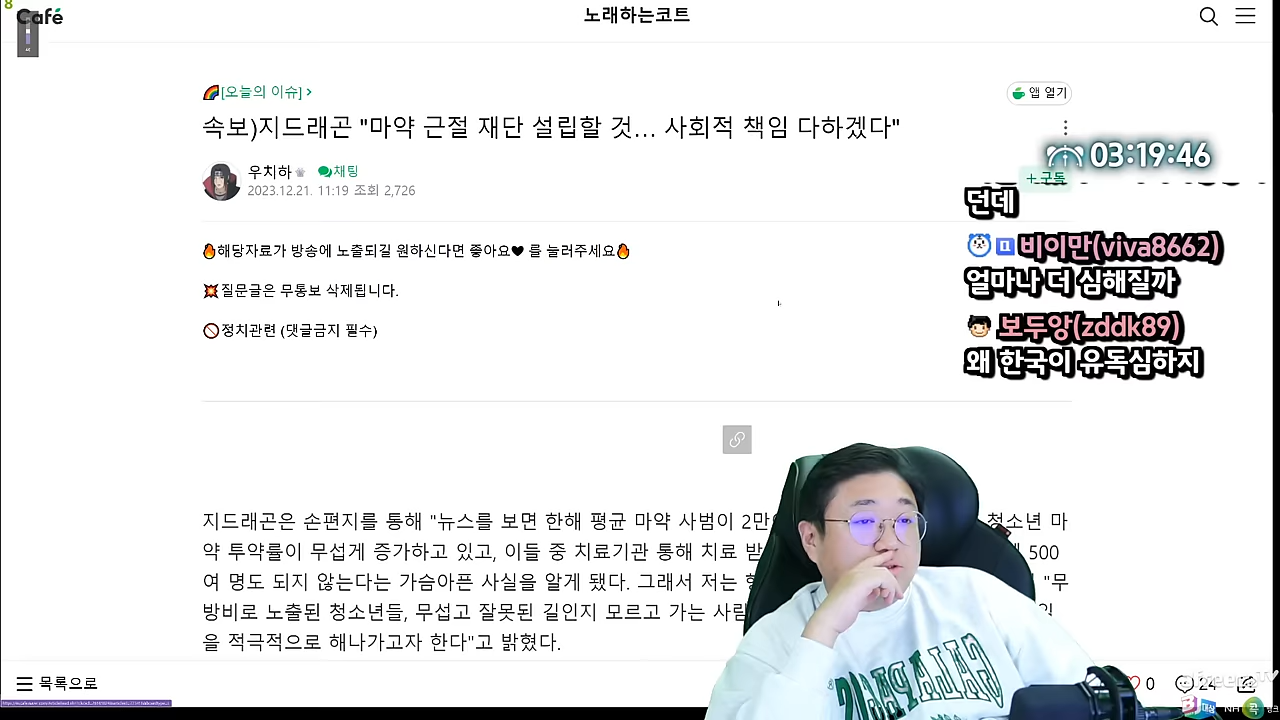 Café
노래하는코트
[오늘의 이슈] >
앱 열기
속보)지드래곤 "마약 근절 재단 설립할 것... 사회적 책임 다하겠다"
03:19:46
우치하 채팅
+ 구독
2023.12.21. 11:19 조회 2,726
던데
비이만(viva8662)
얼마나 더 심해질까
보두앙(zddk89)
왜 한국이 유독심하지
🔥해당자료가 방송에 노출되길 원하신다면 좋아요♥ 를 눌러주세요🔥
💥질문글은 무통보 삭제됩니다.
🚫정치관련 (댓글금지 필수)
지드래곤은 손편지를 통해 "뉴스를 보면 한해 평균 마약 사범이 2만 청소년 마
약 투약률이 무섭게 증가하고 있고, 이들 중 치료기관 통해 치료 500
여 명도 되지 않는다는 가슴아픈 사실을 알게 됐다. 그래서 저는 "무
방비로 노출된 청소년들, 무섭고 잘못된 길인지 모르고 가는
을 적극적으로 해나가고자 한다"고 밝혔다.
목록으로
0
24